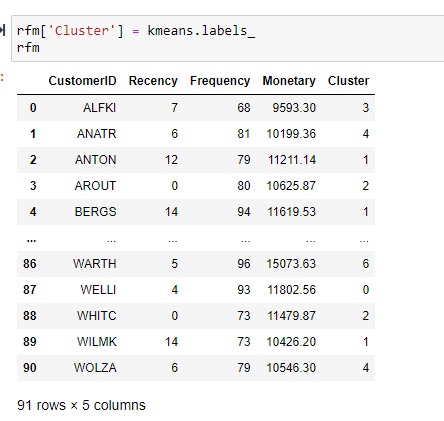 rfm['Cluster'] = kmeans.labels_
rfm
CustomerID Recency Frequency Monetary Cluster
0 ALFKI 7 68 9593.30 3
1 ANATR 6 81 10199.36 4
2 ANTON 12 79 11211.14 1
3 AROUT 0 80 10625.87 2
4 BERGS 14 94 11619.53 1
... ... ... ... ... ...
86 WARTH 5 96 15073.63 6
87 WELLI 4 93 11802.56 0
88 WHITC 0 73 11479.87 2
89 WILMK 14 73 10426.20 1
90 WOLZA 6 79 10546.30 4
91 rows × 5 columns